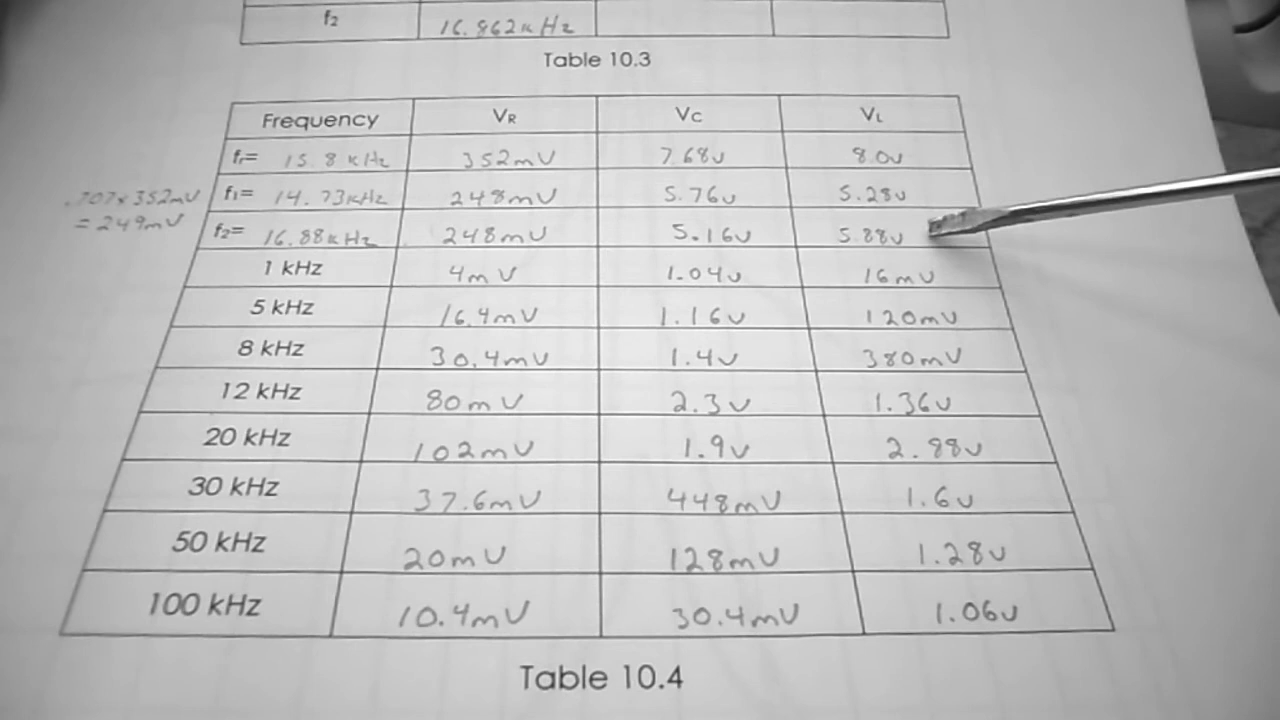 f2 16.862KHz
Table 10.3
Frequency VR VC VL
fr= 15.8 KHz 352mV 7.68v 8.0v
.707x352mV
= 249mV
f1= 14.73KHz 248mV 5.76v 5.28v
f2= 16.88KHz 248mV 5.16v 5.88v
1 kHz 4mV 1.04v 16mV
5 kHz 16.4mV 1.16v 120mV
8 kHz 30.4mV 1.4v 380mV
12 kHz 80mV 2.3v 1.36v
20 kHz 102mV 1.9v 2.88v
30 kHz 37.6mV 448mV 1.6v
50 kHz 20mV 128mV 1.28v
100 kHz 10.4mV 30.4mV 1.06v
Table 10.4